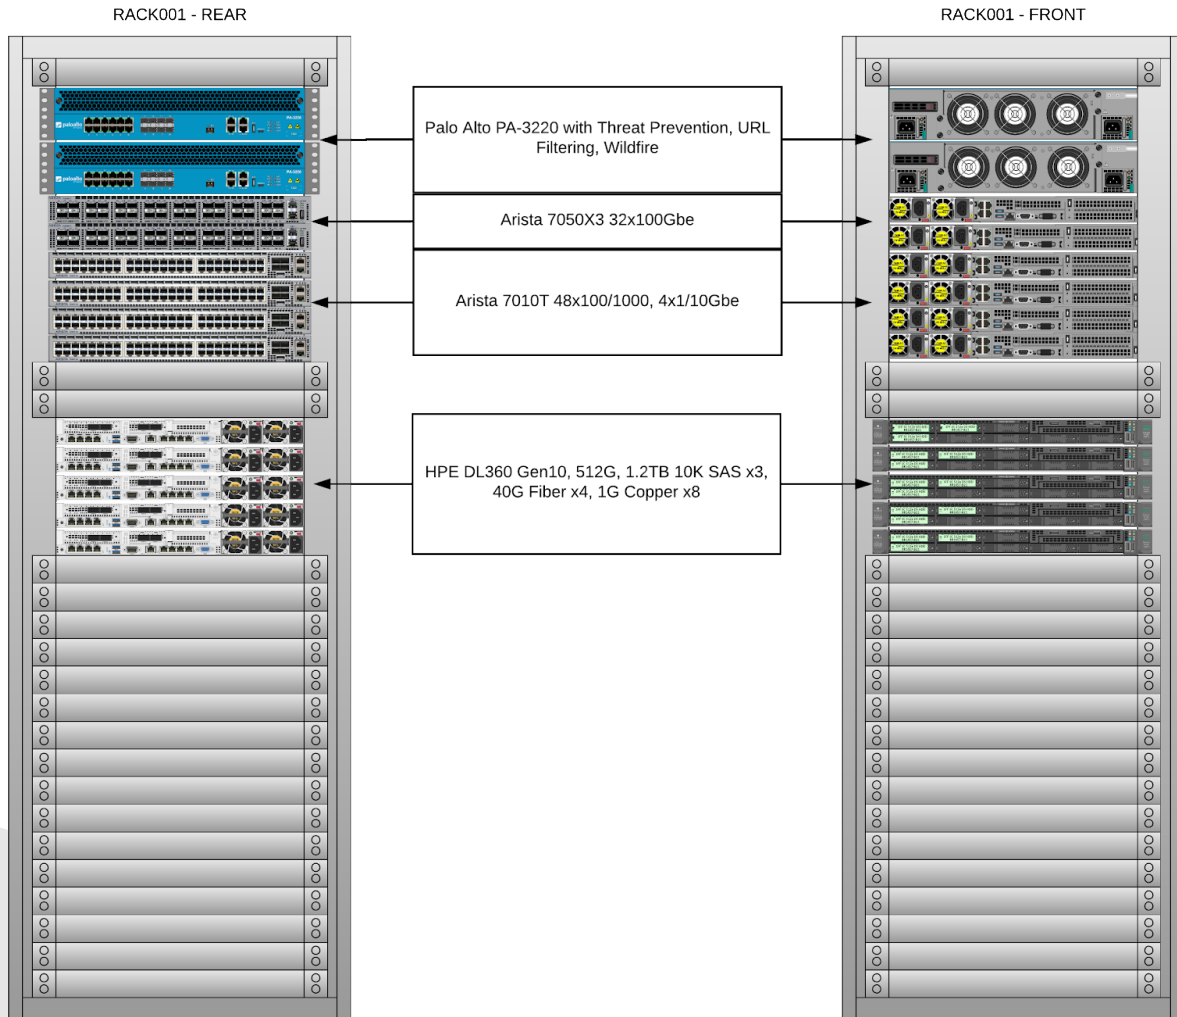 RACK001 - REAR
RACK001 - FRONT
Palo Alto PA-3220 with Threat Prevention, URL
Filtering, Wildfire
Arista 7050X3 32x100Gbe
Arista 7010T 48x100/1000, 4x1/10Gbe
HPE DL360 Gen10, 512G, 1.2TB 10K SAS x3,
40G Fiber x4, 1G Copper x8
paloalto
paloalto